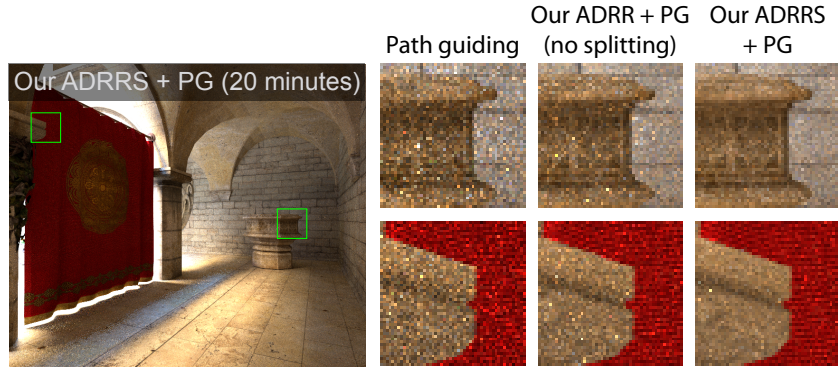 Our ADRRS + PG (20 minutes)
Path guiding
Our ADRR + PG
(no splitting)
Our ADRRS
+ PG